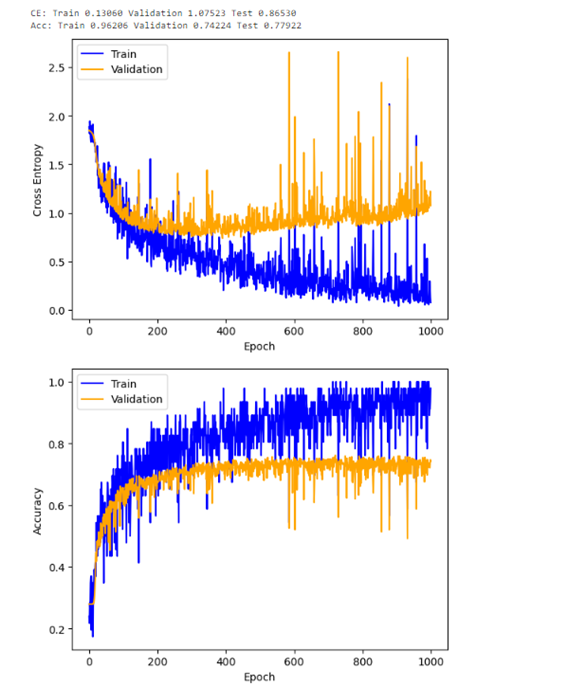 CE: Train 0.13060 Validation 1.07523 Test 0.86530
Acc: Train 0.96206 Validation 0.74224 Test 0.77922
Train
Validation
2.5
2.0
1.5
1.0
0.5
0.0
Cross Entropy
0 200 400 600 800 1000
Epoch
Train
Validation
1.0
0.8
0.6
0.4
0.2
Accuracy
0 200 400 600 800 1000
Epoch